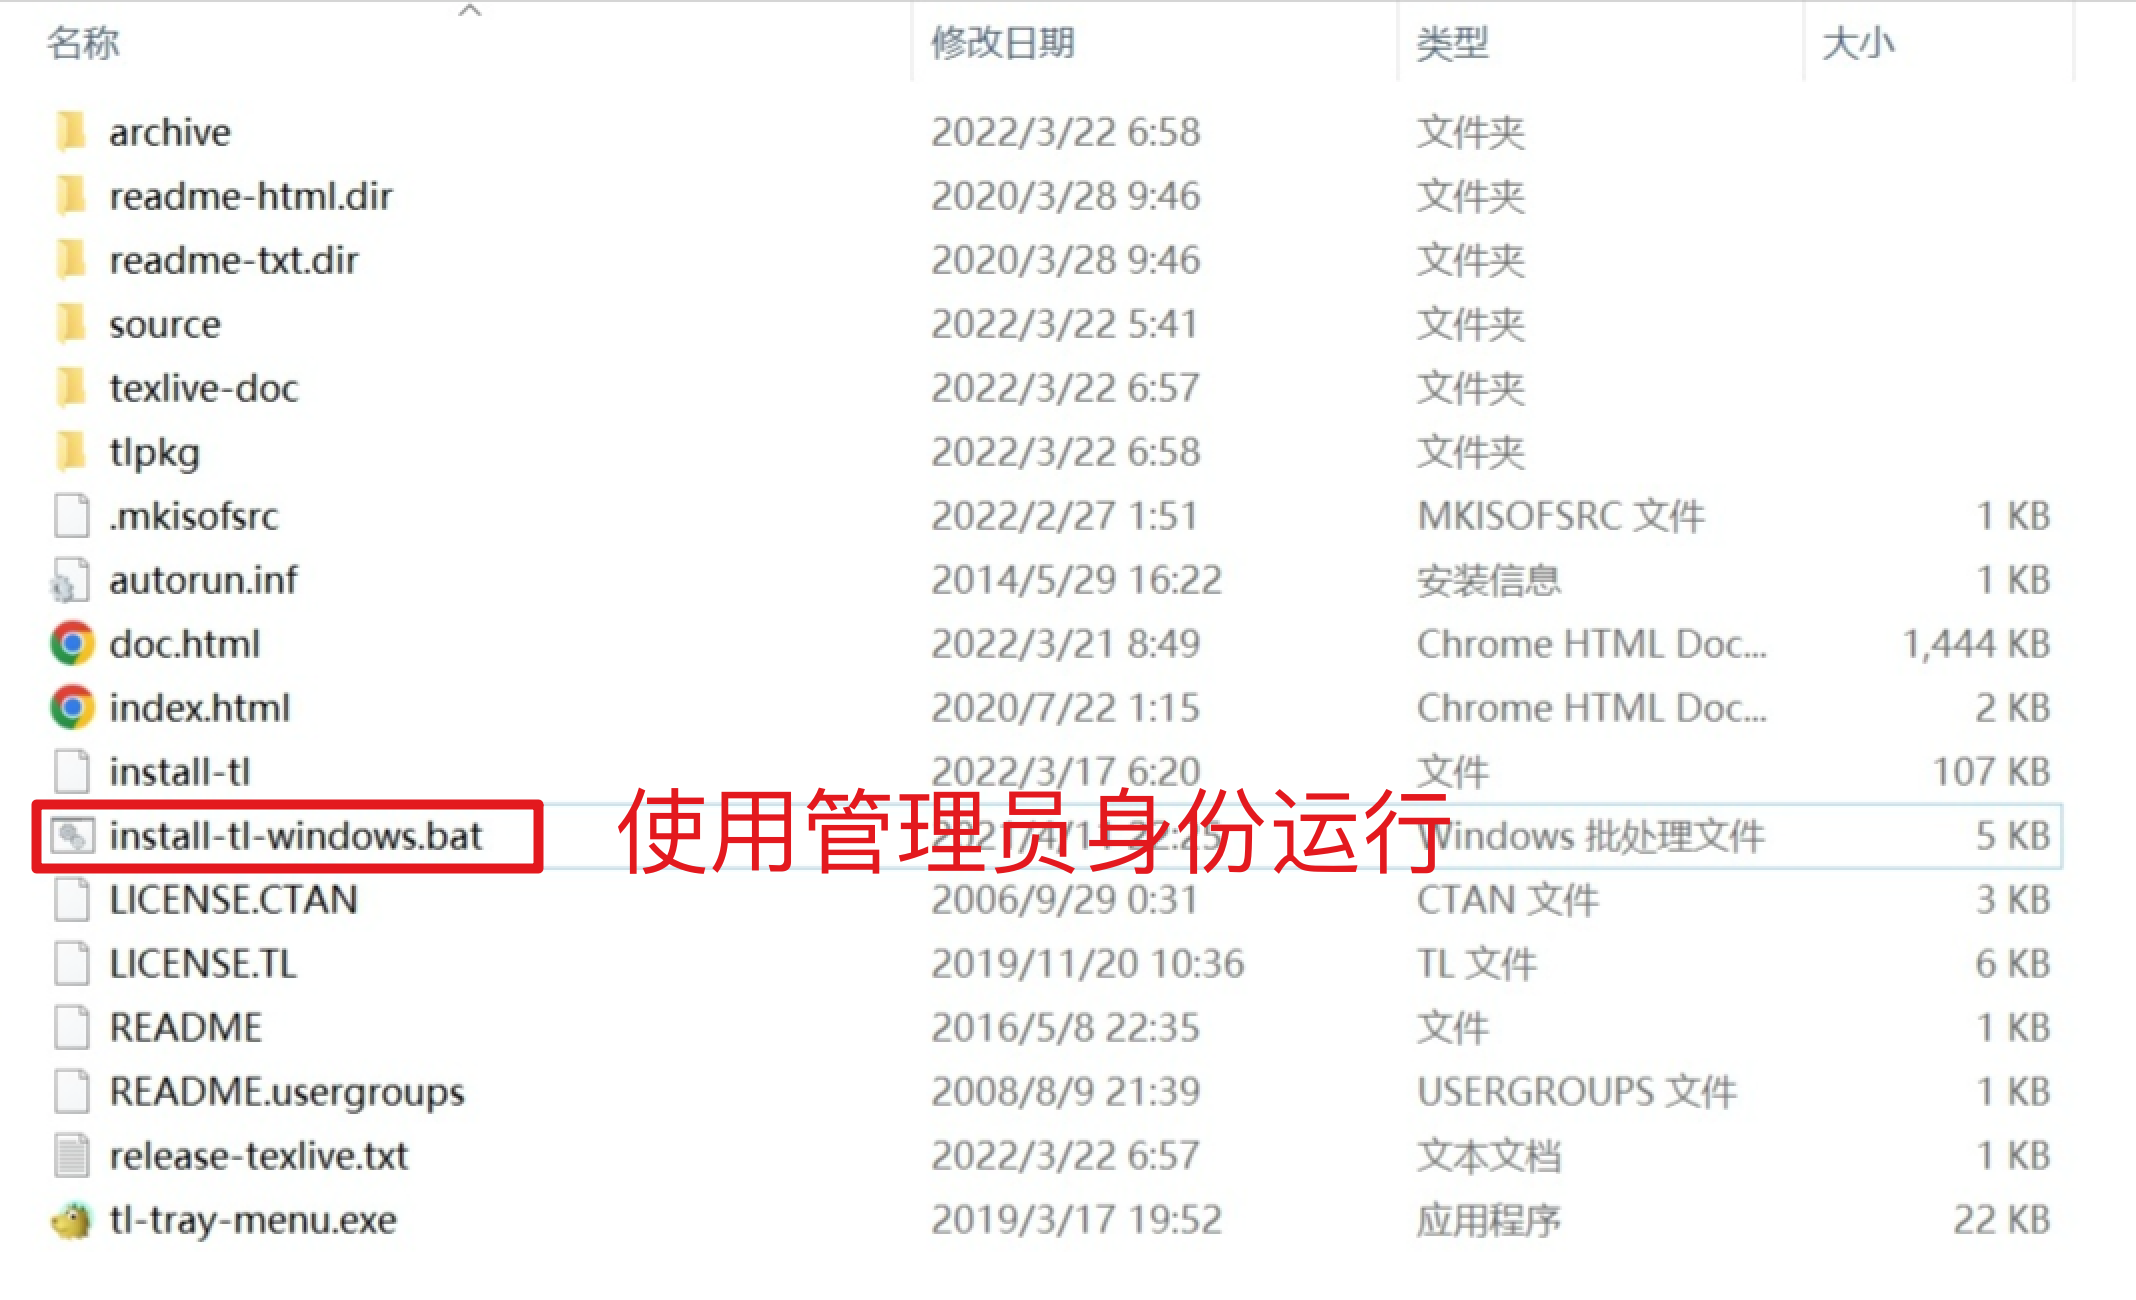 名称 修改日期 类型 大小
archive 2022/3/22 6:58 文件夹
readme-html.dir 2020/3/28 9:46 文件夹
readme-txt.dir 2020/3/28 9:46 文件夹
source 2022/3/22 5:41 文件夹
texlive-doc 2022/3/22 6:57 文件夹
tlpkg 2022/3/22 6:58 文件夹
.mkisofsrc 2022/2/27 1:51 MKISOFSRC 文件 1 KB
autorun.inf 2014/5/29 16:22 安装信息 1 KB
doc.html 2022/3/21 8:49 Chrome HTML Doc... 1,444 KB
index.html 2020/7/22 1:15 Chrome HTML Doc... 2 KB
install-tl 2022/3/17 6:20 文件 107 KB
install-tl-windows.bat 2021/4/11 22:25 Windows 批处理文件 5 KB
使用管理员身份运行
LICENSE.CTAN 2006/9/29 0:31 CTAN 文件 3 KB
LICENSE.TL 2019/11/20 10:36 TL 文件 6 KB
README 2016/5/8 22:35 文件 1 KB
README.usergroups 2008/8/9 21:39 USERGROUPS 文件 1 KB
release-texlive.txt 2022/3/22 6:57 文本文档 1 KB
tl-tray-menu.exe 2019/3/17 19:52 应用程序 22 KB